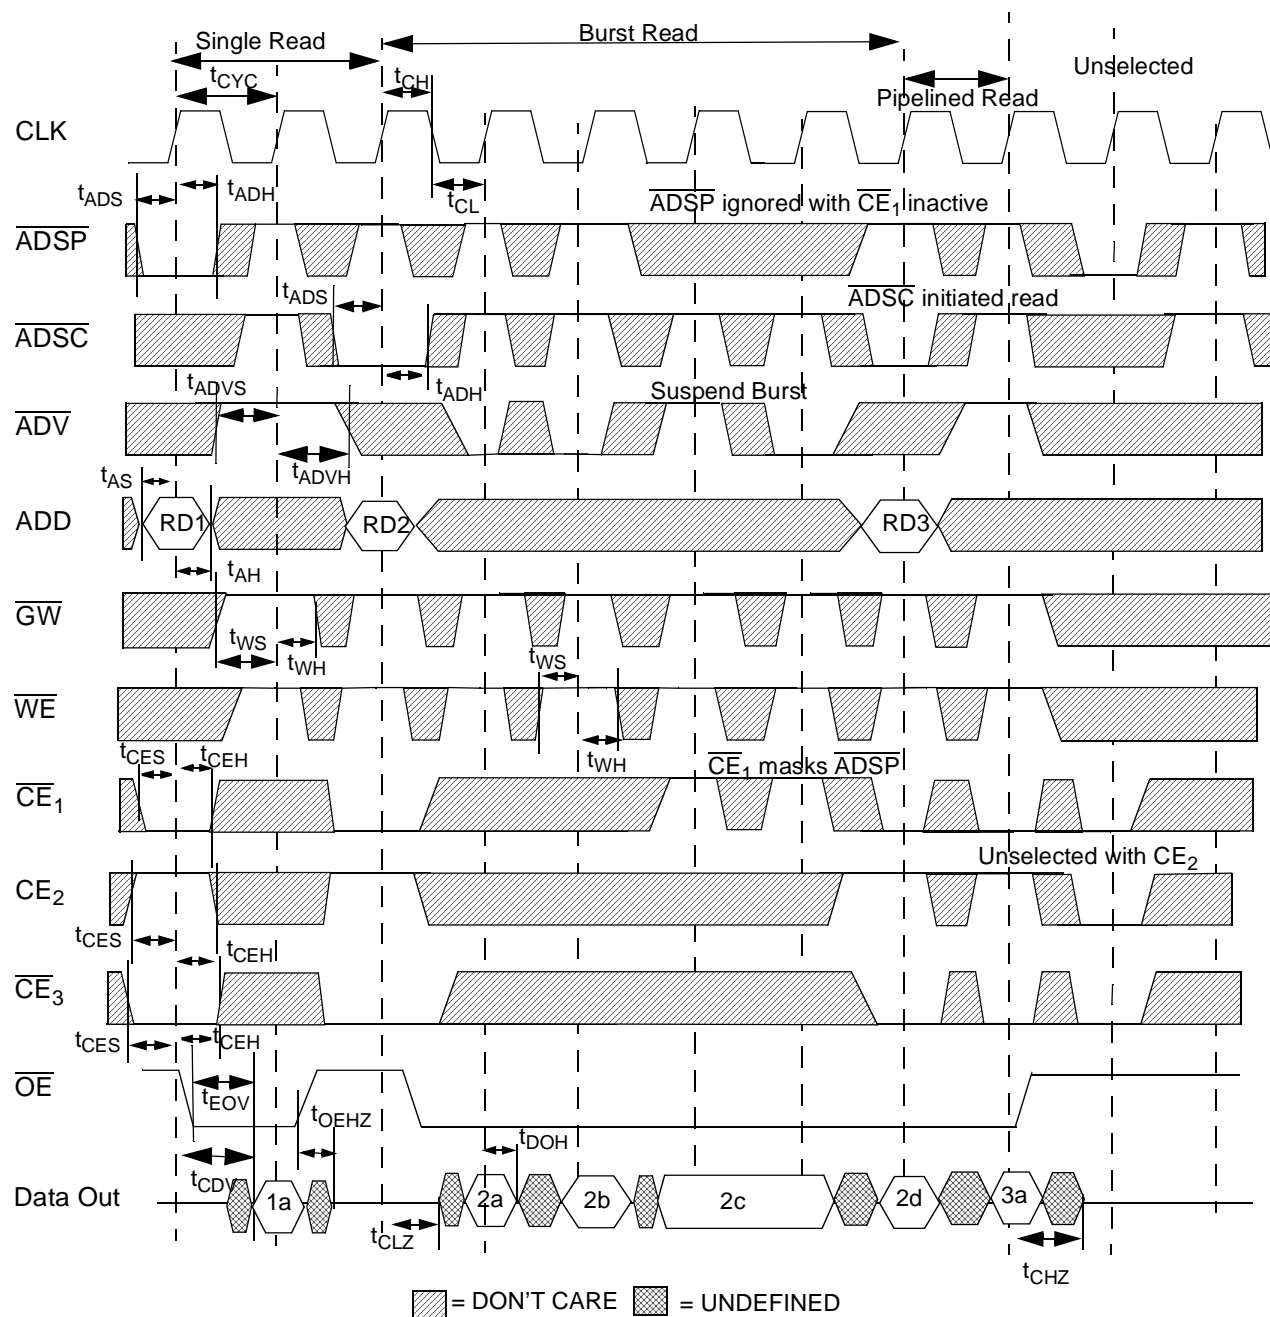 Single Read
Burst Read
Unselected
tCYC
tCH
Pipelined Read
CLK
tADS
tADH
tCL
ADSP ignored with CE1 inactive
ADSP
tADS
ADSC initiated read
ADSC
tADVS
tADH
Suspend Burst
ADV
tADVH
tAS
ADD
RD1
RD2
RD3
tAH
GW
tWS
tWH
tWS
WE
tCES
tCEH
tWH
CE1 masks ADSP
CE1
Unselected with CE2
CE2
tCES
tCEH
CE3
tCES
tCEH
OE
tEOV
tOEHZ
tDOH
tCDV
Data Out
1a
2a
2b
2c
2d
3a
tCLZ
tCHZ
= DON'T CARE
= UNDEFINED